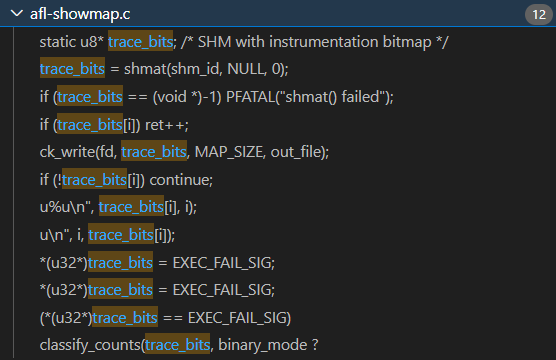 afl-showmap.c 12
static u8* trace_bits; /* SHM with instrumentation bitmap */
trace_bits = shmat(shm_id, NULL, 0);
if (trace_bits == (void *)-1) PFATAL("shmat() failed");
if (trace_bits[i]) ret++;
ck_write(fd, trace_bits, MAP_SIZE, out_file);
if (!trace_bits[i]) continue;
u%u\n", trace_bits[i], i);
u\n", i, trace_bits[i]);
*(u32*)trace_bits = EXEC_FAIL_SIG;
*(u32*)trace_bits = EXEC_FAIL_SIG;
(*(u32*)trace_bits == EXEC_FAIL_SIG)
classify_counts(trace_bits, binary_mode ?